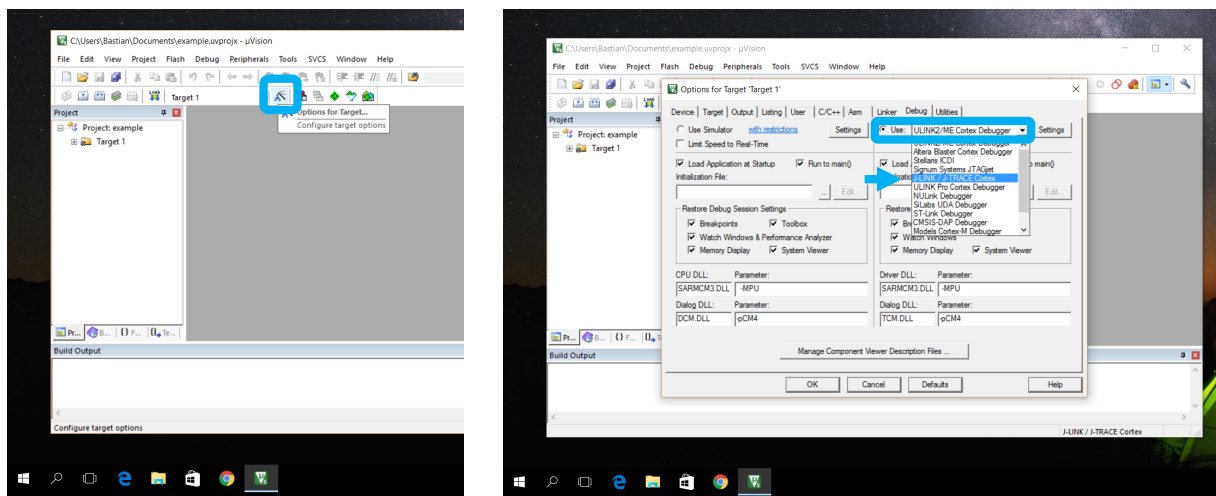 C:\Users\Bastian\Documents\example.uvprojx - µVision
File Edit View Project Flash Debug Peripherals Tools SVCS Window Help
LOAD Target 1
Project
Options for Target...
Configure target options
Project: example
Target 1
Pr... B... {} F... Te...
Build Output
Configure target options
C:\Users\Bastian\Documents\example.uvprojx - µVision
File Edit View Project Flash Debug Peripherals Tools SVCS Window Help
Project
Project: example
Target 1
Pr... B... {} F...
Build Output
Options for Target 'Target 1'
Device Target Output Listing User C/C++ Asm Linker Debug Utilities
Use Simulator with restrictions Settings
Limit Speed to Real-Time
Load Application at Startup Run to main()
Initialization File:
... Edit...
Restore Debug Session Settings
Breakpoints Toolbox
Watch Windows & Performance Analyzer
Memory Display System Viewer
CPU DLL: Parameter:
SARMCM3.DLL -MPU
Dialog DLL: Parameter:
DCM.DLL -pCM4
Use: ULINK2/ME Cortex Debugger Settings
ULINK2/ME Cortex Debugger
Altera Blaster Cortex Debugger
Stellaris ICDI
Signum Systems JTAGjet
J-LINK / J-TRACE Cortex
ULINK Pro Cortex Debugger
NULink Debugger
SiLabs UDA Debugger
ST-Link Debugger
CMSIS-DAP Debugger
Models Cortex-M Debugger
Load
main()
Edit...
Restore
Watch Windows
Memory Display System Viewer
Driver DLL: Parameter:
SARMCM3.DLL -MPU
Dialog DLL: Parameter:
TCM.DLL -pCM4
Manage Component Viewer Description Files ...
OK Cancel Defaults Help
J-LINK / J-TRACE Cortex